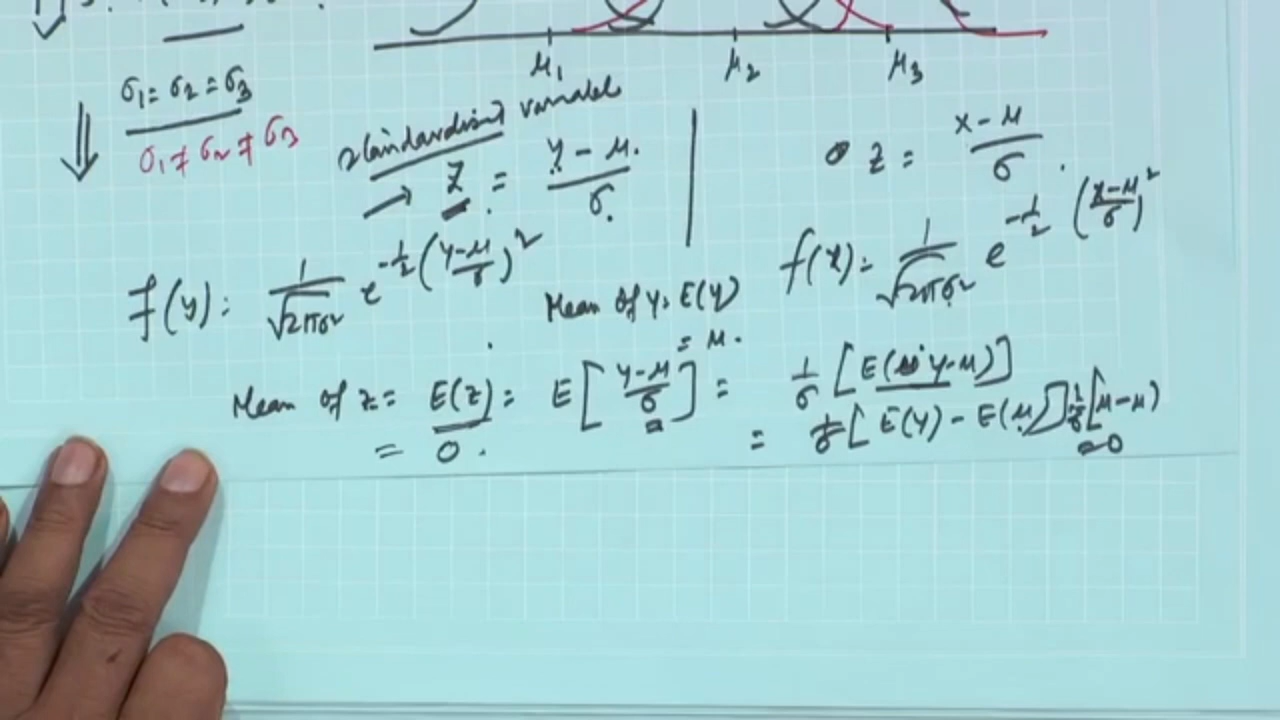 μ₁ μ₂ μ₃
σ₁ = σ₂ = σ₃
σ₁ ≠ σ₂ ≠ σ₃
standardised variable
z = (y - μ)/σ
z = (x - μ)/σ
f(y) = 1/√(2πσ²) e^(-1/2 ((y-μ)/σ)²)
f(x) = 1/√(2πσ²) e^(-1/2 ((x-μ)/σ)²)
Mean of y = E(y)
= μ.
Mean of z = E(z) = E[(y-μ)/σ] = 1/σ [E(y-μ)]
= 0.
= 1/σ [E(y) - E(μ)] 1/σ [μ-μ]
=0